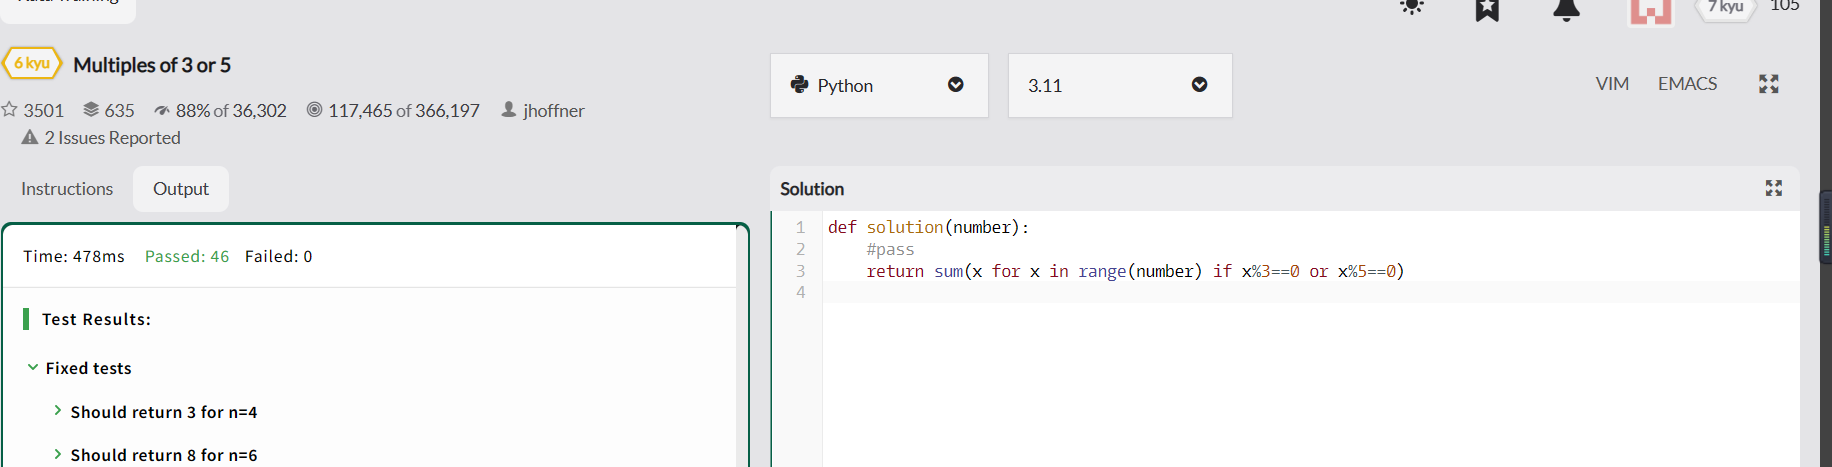 7 kyu 105
6 kyu Multiples of 3 or 5
Python
3.11
VIM EMACS
3501 635 88% of 36,302 117,465 of 366,197 jhoffner
2 Issues Reported
Instructions Output
Time: 478ms Passed: 46 Failed: 0
Test Results:
Fixed tests
Should return 3 for n=4
Should return 8 for n=6
Solution
1 def solution(number):
2 #pass
3 return sum(x for x in range(number) if x%3==0 or x%5==0)
4